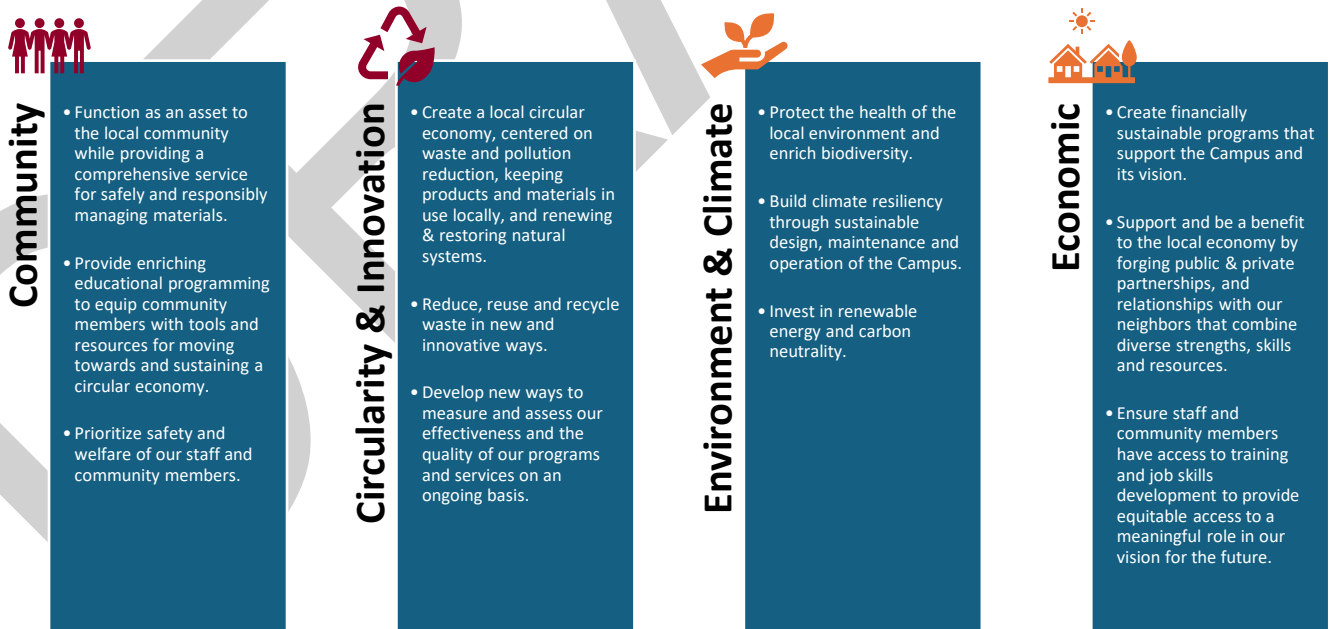 Community
• Function as an asset to
the local community
while providing a
comprehensive service
for safely and responsibly
managing materials.
• Provide enriching
educational programming
to equip community
members with tools and
resources for moving
towards and sustaining a
circular economy.
• Prioritize safety and
welfare of our staff and
community members.
Circularity & Innovation
• Create a local circular
economy, centered on
waste and pollution
reduction, keeping
products and materials in
use locally, and renewing
& restoring natural
systems.
• Reduce, reuse and recycle
waste in new and
innovative ways.
• Develop new ways to
measure and assess our
effectiveness and the
quality of our programs
and services on an
ongoing basis.
Environment & Climate
• Protect the health of the
local environment and
enrich biodiversity.
• Build climate resiliency
through sustainable
design, maintenance and
operation of the Campus.
• Invest in renewable
energy and carbon
neutrality.
Economic
• Create financially
sustainable programs that
support the Campus and
its vision.
• Support and be a benefit
to the local economy by
forging public & private
partnerships, and
relationships with our
neighbors that combine
diverse strengths, skills
and resources.
• Ensure staff and
community members
have access to training
and job skills
development to provide
equitable access to a
meaningful role in our
vision for the future.